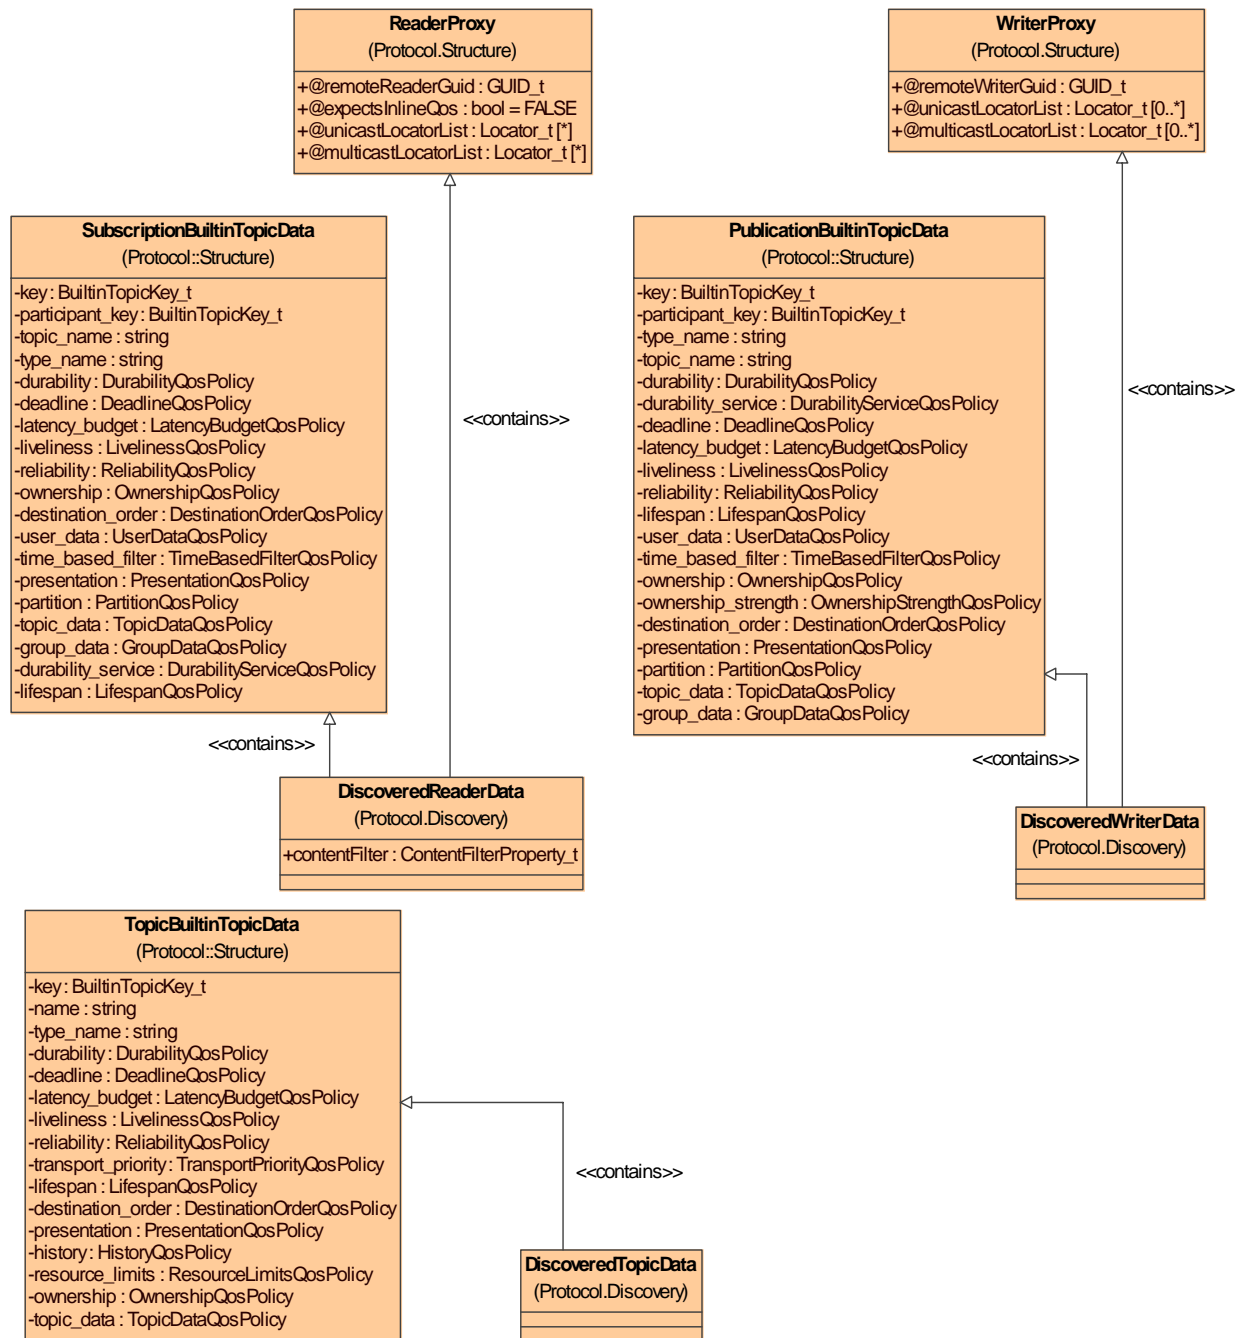 ReaderProxy
(Protocol.Structure)
+@remoteReaderGuid : GUID_t
+@expectsInlineQos : bool = FALSE
+@unicastLocatorList : Locator_t [*]
+@multicastLocatorList : Locator_t [*]
WriterProxy
(Protocol.Structure)
+@remoteWriterGuid : GUID_t
+@unicastLocatorList : Locator_t [0..*]
+@multicastLocatorList : Locator_t [0..*]
SubscriptionBuiltinTopicData
(Protocol::Structure)
-key : BuiltinTopicKey_t
-participant_key : BuiltinTopicKey_t
-topic_name : string
-type_name : string
-durability : DurabilityQosPolicy
-deadline : DeadlineQosPolicy
-latency_budget : LatencyBudgetQosPolicy
-liveliness : LivelinessQosPolicy
-reliability : ReliabilityQosPolicy
-ownership : OwnershipQosPolicy
-destination_order : DestinationOrderQosPolicy
-user_data : UserDataQosPolicy
-time_based_filter : TimeBasedFilterQosPolicy
-presentation : PresentationQosPolicy
-partition : PartitionQosPolicy
-topic_data : TopicDataQosPolicy
-group_data : GroupDataQosPolicy
-durability_service : DurabilityServiceQosPolicy
-lifespan : LifespanQosPolicy
<<contains>>
PublicationBuiltinTopicData
(Protocol::Structure)
-key : BuiltinTopicKey_t
-participant_key : BuiltinTopicKey_t
-type_name : string
-topic_name : string
-durability : DurabilityQosPolicy
-durability_service : DurabilityServiceQosPolicy
-deadline : DeadlineQosPolicy
-latency_budget : LatencyBudgetQosPolicy
-liveliness : LivelinessQosPolicy
-reliability : ReliabilityQosPolicy
-lifespan : LifespanQosPolicy
-user_data : UserDataQosPolicy
-time_based_filter : TimeBasedFilterQosPolicy
-ownership : OwnershipQosPolicy
-ownership_strength : OwnershipStrengthQosPolicy
-destination_order : DestinationOrderQosPolicy
-presentation : PresentationQosPolicy
-partition : PartitionQosPolicy
-topic_data : TopicDataQosPolicy
-group_data : GroupDataQosPolicy
<<contains>>
<<contains>>
<<contains>>
DiscoveredReaderData
(Protocol.Discovery)
+contentFilter : ContentFilterProperty_t
DiscoveredWriterData
(Protocol.Discovery)
TopicBuiltinTopicData
(Protocol::Structure)
-key : BuiltinTopicKey_t
-name : string
-type_name : string
-durability : DurabilityQosPolicy
-deadline : DeadlineQosPolicy
-latency_budget : LatencyBudgetQosPolicy
-liveliness : LivelinessQosPolicy
-reliability : ReliabilityQosPolicy
-transport_priority : TransportPriorityQosPolicy
-lifespan : LifespanQosPolicy
-destination_order : DestinationOrderQosPolicy
-presentation : PresentationQosPolicy
-history : HistoryQosPolicy
-resource_limits : ResourceLimitsQosPolicy
-ownership : OwnershipQosPolicy
-topic_data : TopicDataQosPolicy
<<contains>>
DiscoveredTopicData
(Protocol.Discovery)